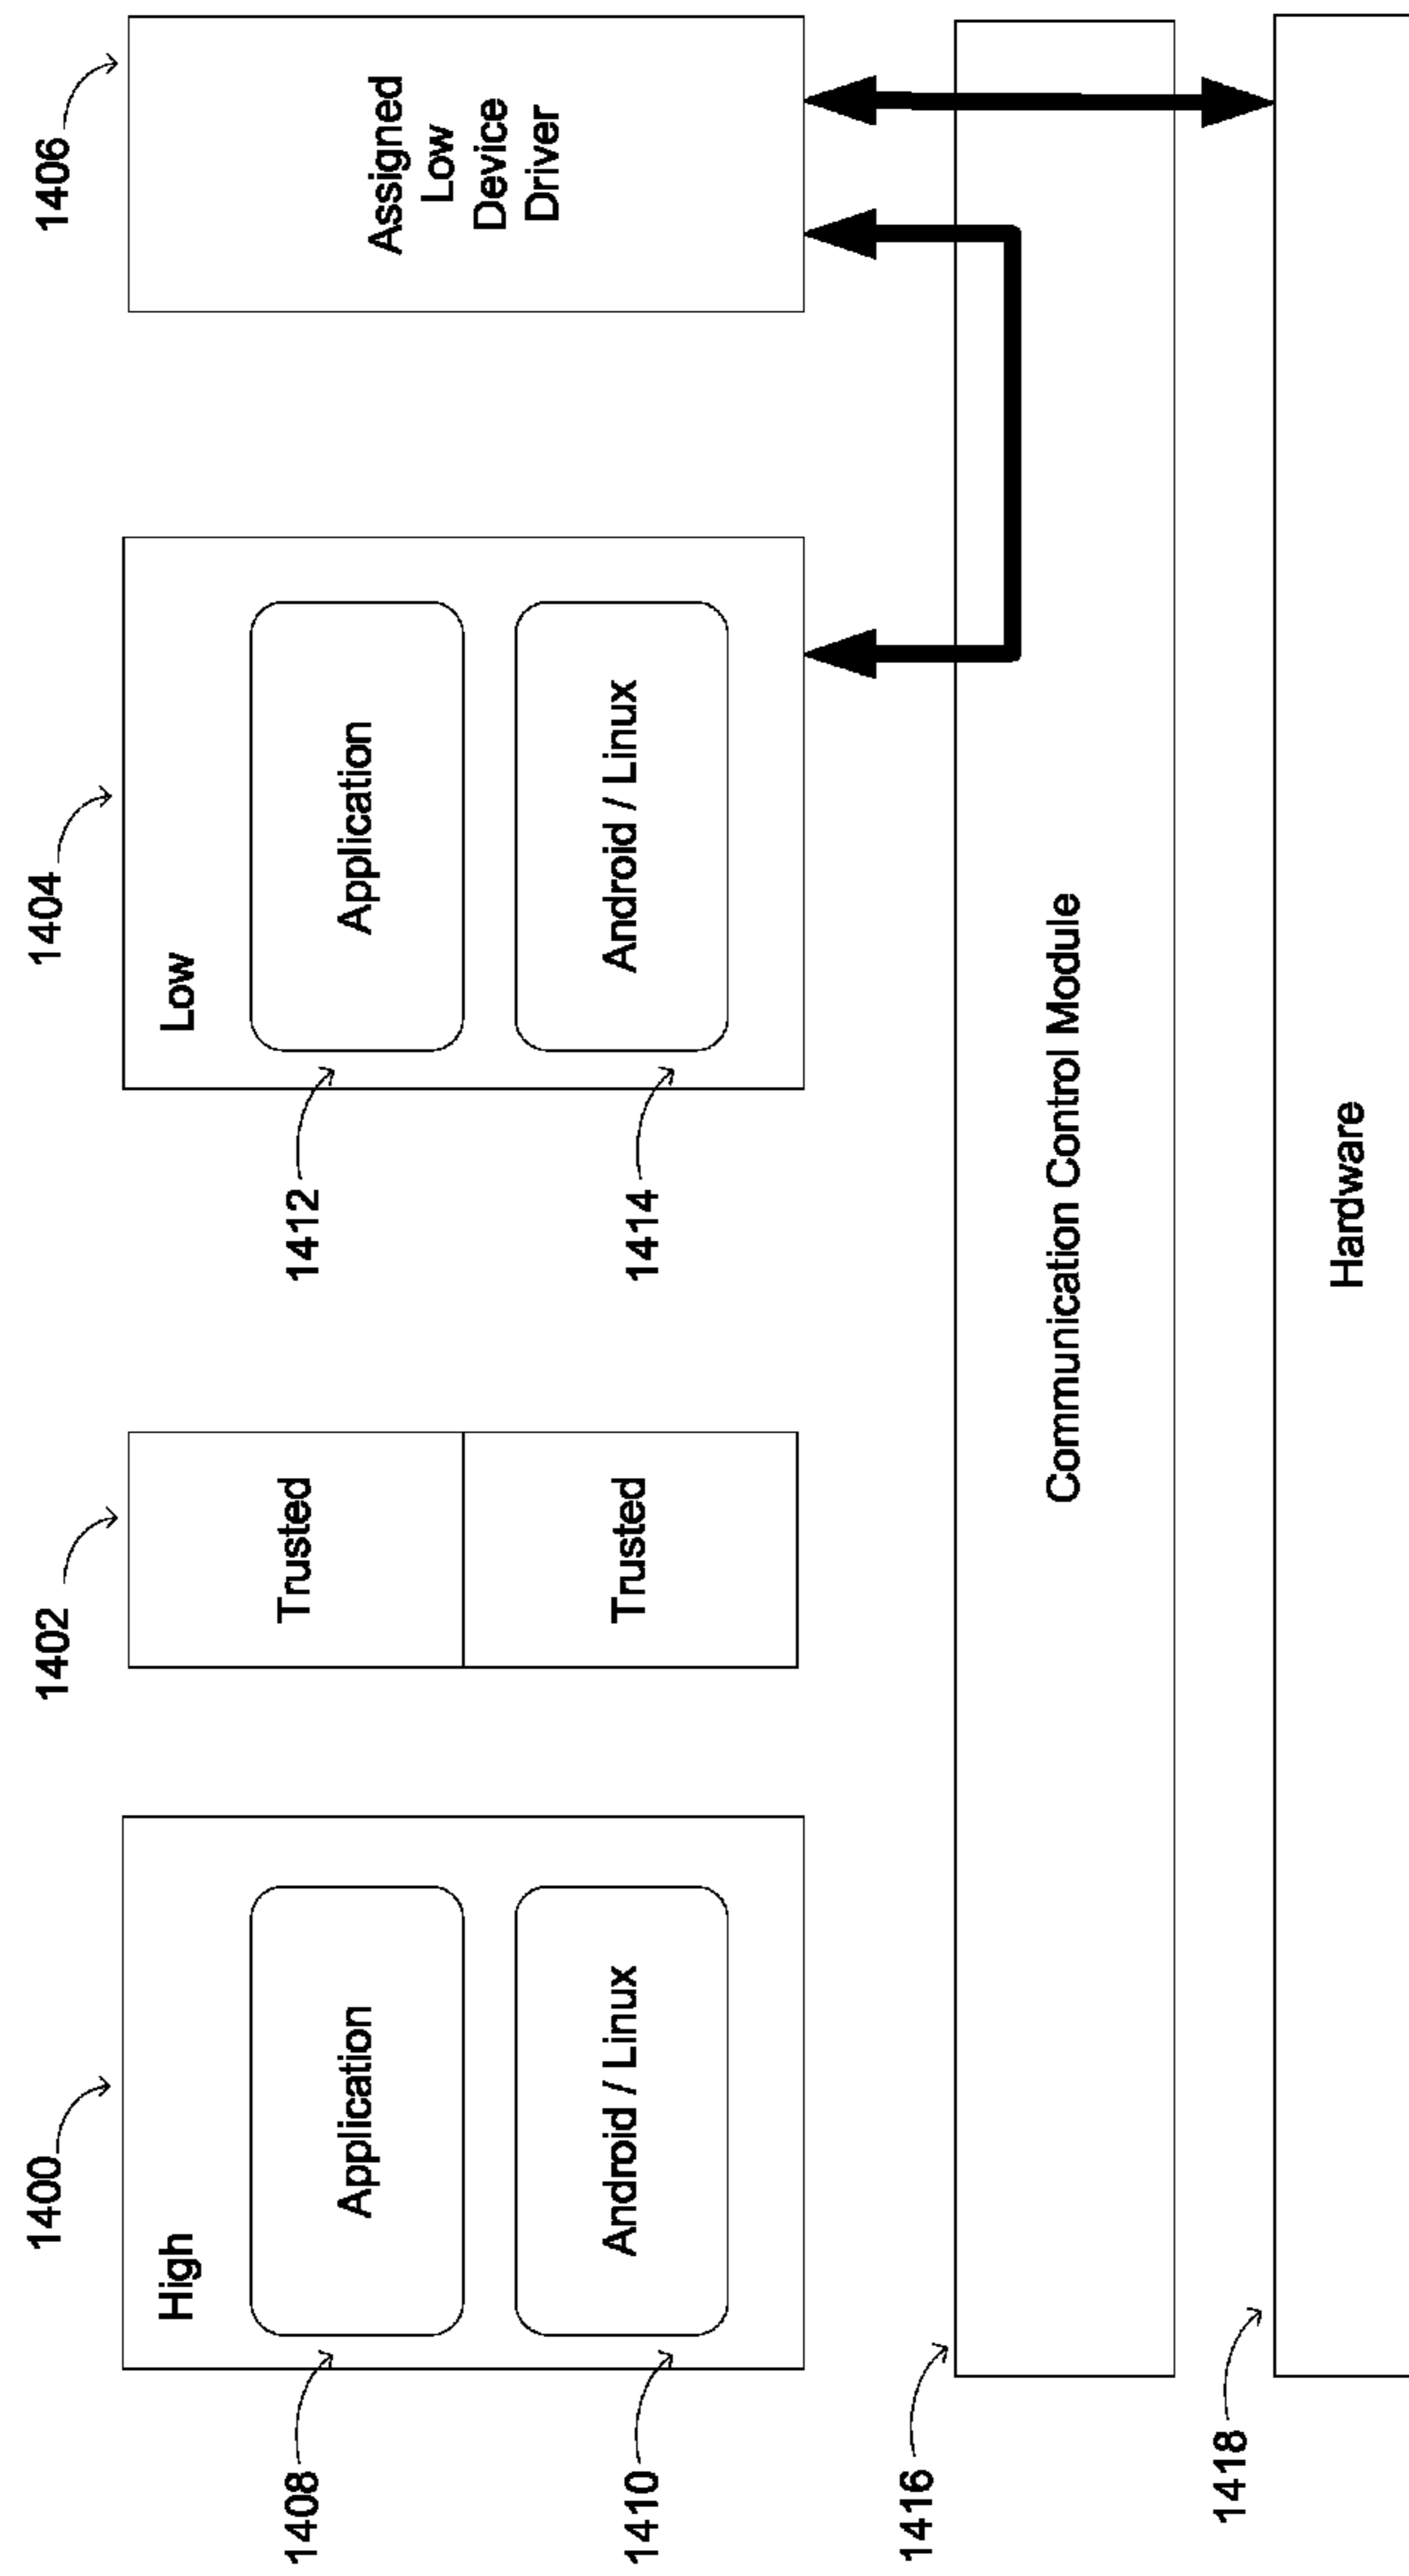 1400
High
Application
1408
Android / Linux
1410
1402
Trusted
Trusted
1404
Low
Application
1412
Android / Linux
1414
1406
Assigned
Low
Device
Driver
1416
Communication Control Module
1418
Hardware